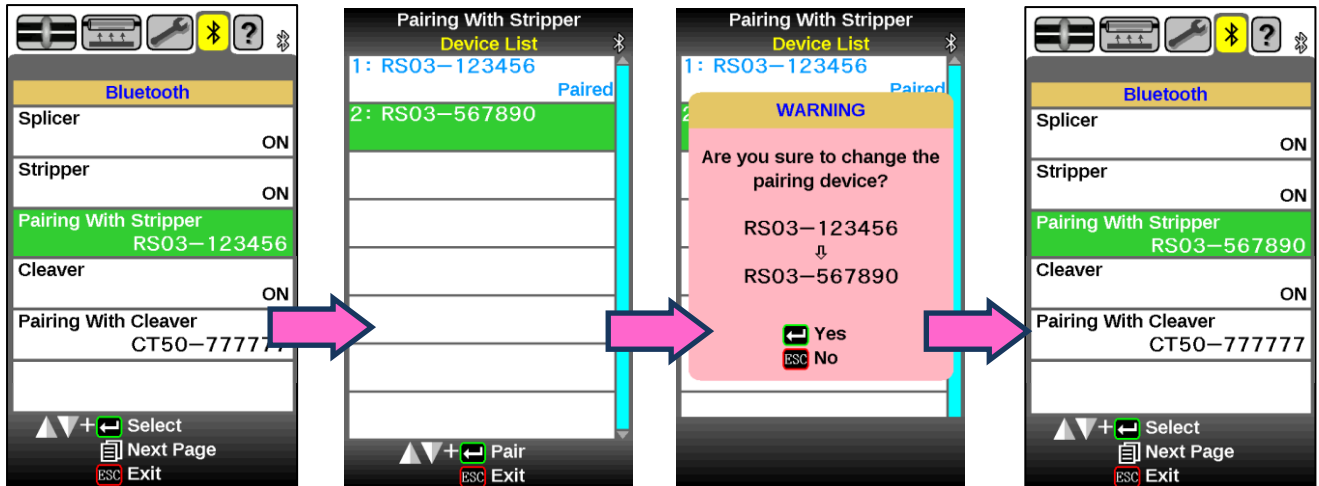 ?
Bluetooth
Splicer
ON
Stripper
ON
Pairing With Stripper
RS03-123456
Cleaver
ON
Pairing With Cleaver
CT50-777777
+ Select
Next Page
ESC Exit
Pairing With Stripper
Device List
1: RS03-123456
Paired
2: RS03-567890
+ Pair
ESC Exit
Pairing With Stripper
Device List
1: RS03-123456
Paired
2
WARNING
Are you sure to change the
pairing device?
RS03-123456
⇩
RS03-567890
Yes
ESC No
?
Bluetooth
Splicer
ON
Stripper
ON
Pairing With Stripper
RS03-567890
Cleaver
ON
Pairing With Cleaver
CT50-777777
+ Select
Next Page
ESC Exit